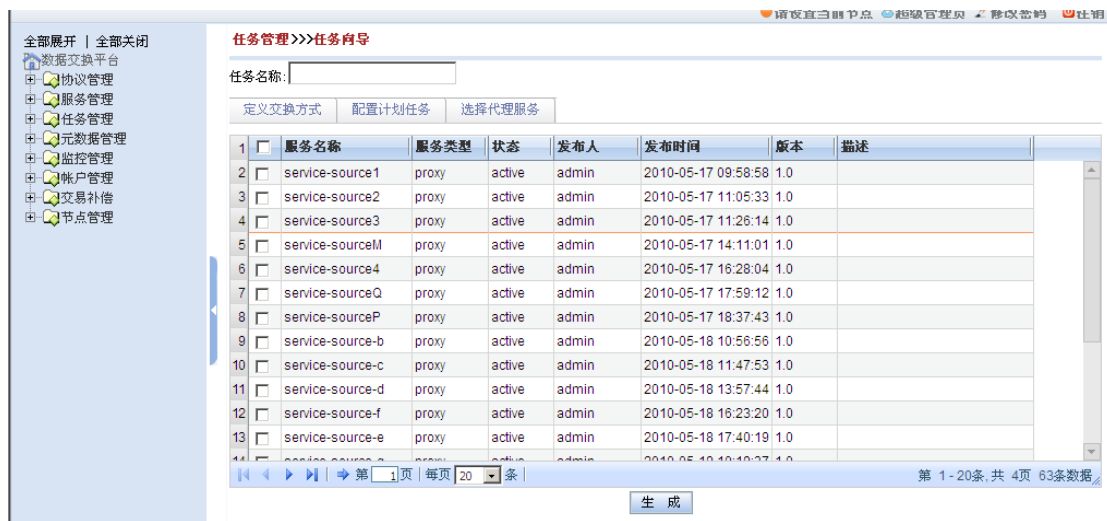 请设置当前节点 超级管理员 修改密码 注销
全部展开 | 全部关闭
数据交换平台
协议管理
服务管理
任务管理
元数据管理
监控管理
帐户管理
交易补偿
节点管理
任务管理>>>任务向导
任务名称:
定义交换方式 配置计划任务 选择代理服务
1 服务名称 服务类型 状态 发布人 发布时间 版本 描述
2 service-source1 proxy active admin 2010-05-17 09:58:58 1.0
3 service-source2 proxy active admin 2010-05-17 11:05:33 1.0
4 service-source3 proxy active admin 2010-05-17 11:26:14 1.0
5 service-sourceM proxy active admin 2010-05-17 14:11:01 1.0
6 service-source4 proxy active admin 2010-05-17 16:28:04 1.0
7 service-sourceQ proxy active admin 2010-05-17 17:59:12 1.0
8 service-sourceP proxy active admin 2010-05-17 18:37:43 1.0
9 service-source-b proxy active admin 2010-05-18 10:56:56 1.0
10 service-source-c proxy active admin 2010-05-18 11:47:53 1.0
11 service-source-d proxy active admin 2010-05-18 13:57:44 1.0
12 service-source-f proxy active admin 2010-05-18 16:23:20 1.0
13 service-source-e proxy active admin 2010-05-18 17:40:19 1.0
第 1 页 | 每页 20 条
第 1 - 20条,共 4页 63条数据
生 成